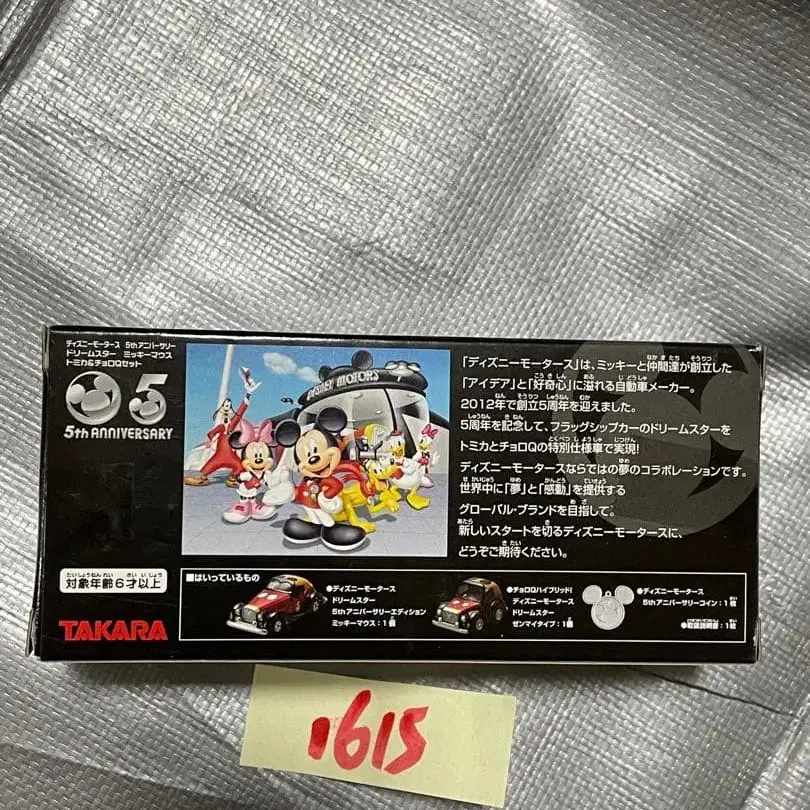 ディズニーモータース 5thアニバーサリー
ドリームスター ミッキーマウス
トミカ&チョロQセット
5
5th ANNIVERSARY
DISNEY MOTORS
「ディズニーモータース」は、ミッキーと仲間達が創立した
「アイデア」と「好奇心」に溢れる自動車メーカー。
2012年で創立5周年を迎えました。
5周年を記念して、フラッグシップカーのドリームスターを
トミカとチョロQの特別仕様車で実現!
ディズニーモータースならではの夢のコラボレーションです。
世界中に「夢」と「感動」を提供する
グローバル・ブランドを目指して。
新しいスタートを切るディズニーモータースに、
どうぞご期待ください。
対象年齢6才以上
TAKARA
■はいっているもの
●ディズニーモータース
ドリームスター
5thアニバーサリーエディション
ミッキーマウス:1個
●チョロQハイブリッド!
ディズニーモータース
ドリームスター
ゼンマイタイプ:1個
●ディズニーモータース
5thアニバーサリーコイン:1枚
●取扱説明書:1枚
1615